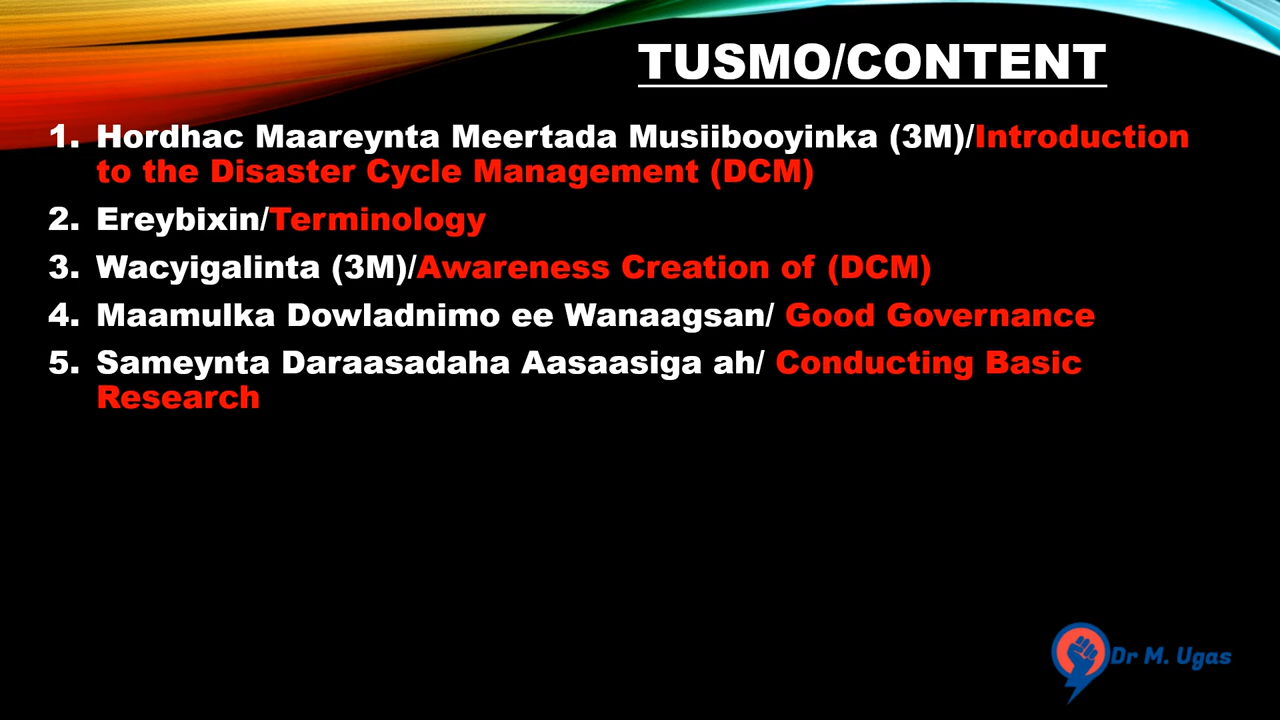 TUSMO/CONTENT
1. Hordhac Maareynta Meertada Musiibooyinka (3M)/Introduction
to the Disaster Cycle Management (DCM)
2. Ereybixin/Terminology
3. Wacyigalinta (3M)/Awareness Creation of (DCM)
4. Maamulka Dowladnimo ee Wanaagsan/ Good Governance
5. Sameynta Daraasadaha Aasaasiga ah/ Conducting Basic
Research
Dr M. Ugas